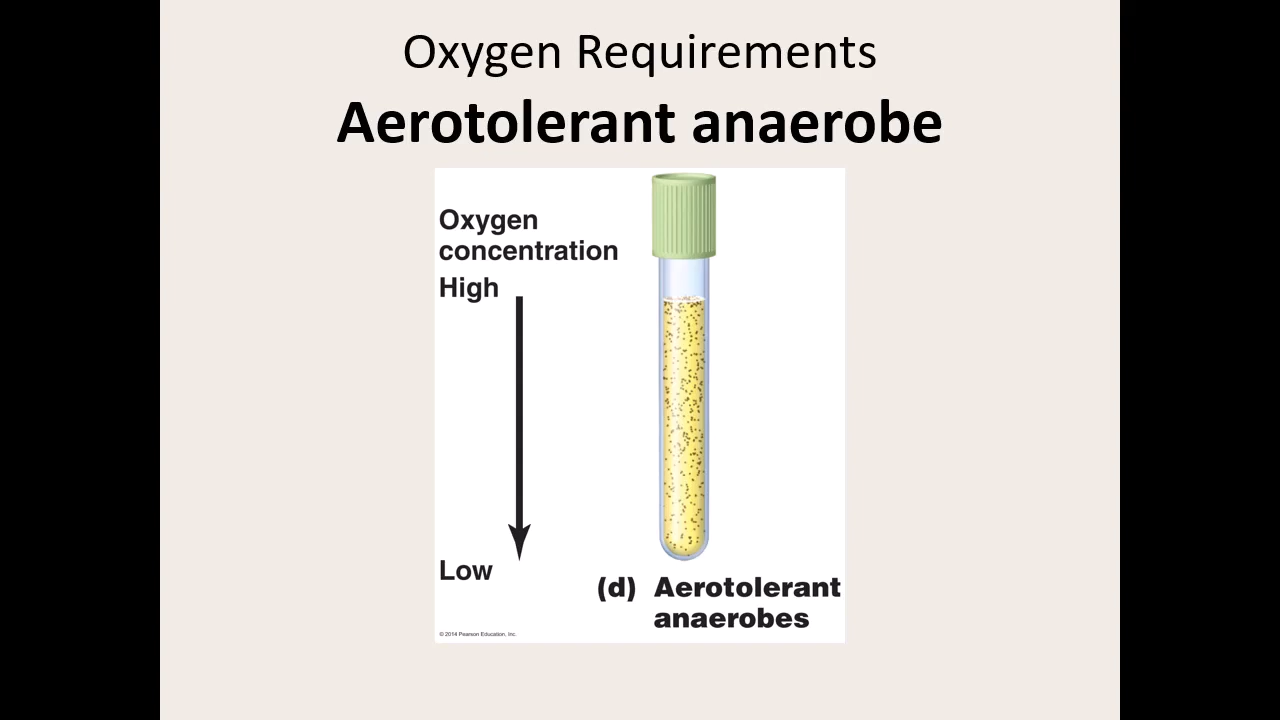 Oxygen Requirements
Aerotolerant anaerobe
Oxygen
concentration
High
Low
(d) Aerotolerant
anaerobes
© 2014 Pearson Education, Inc.